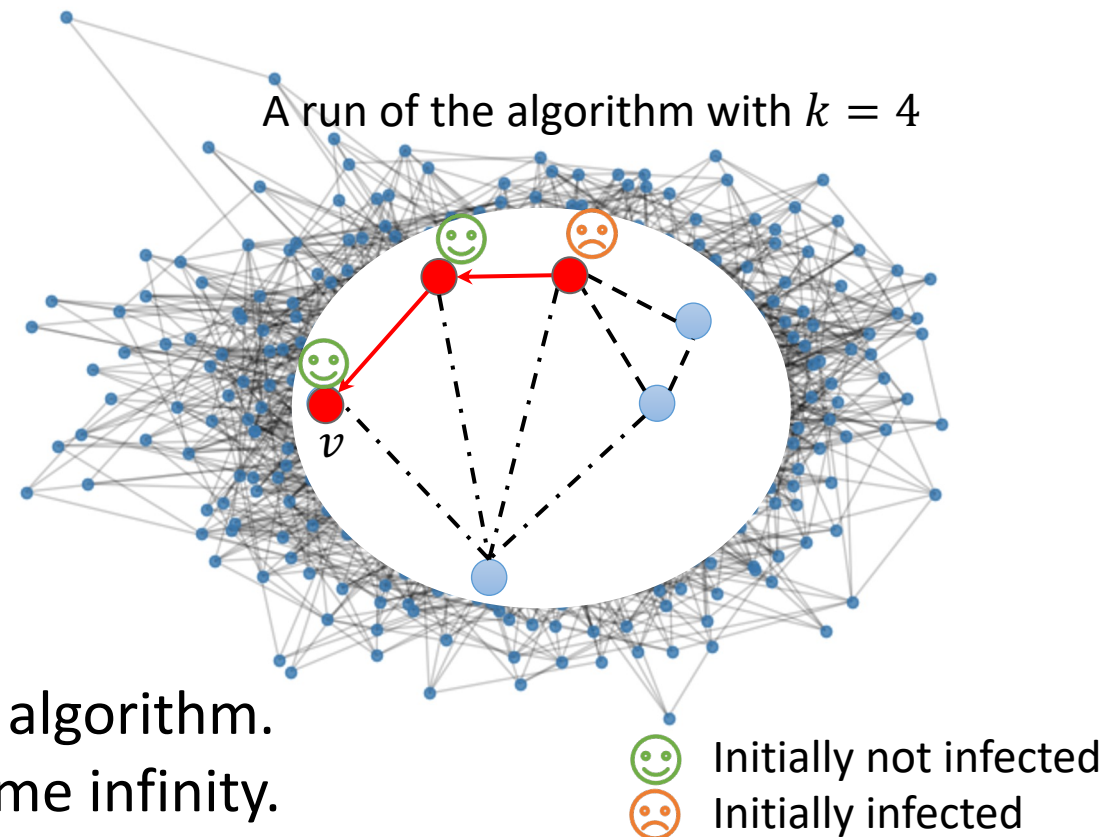 A run of the algorithm with $k = 4$
v
algorithm.
me infinity.
Initially not infected
Initially infected